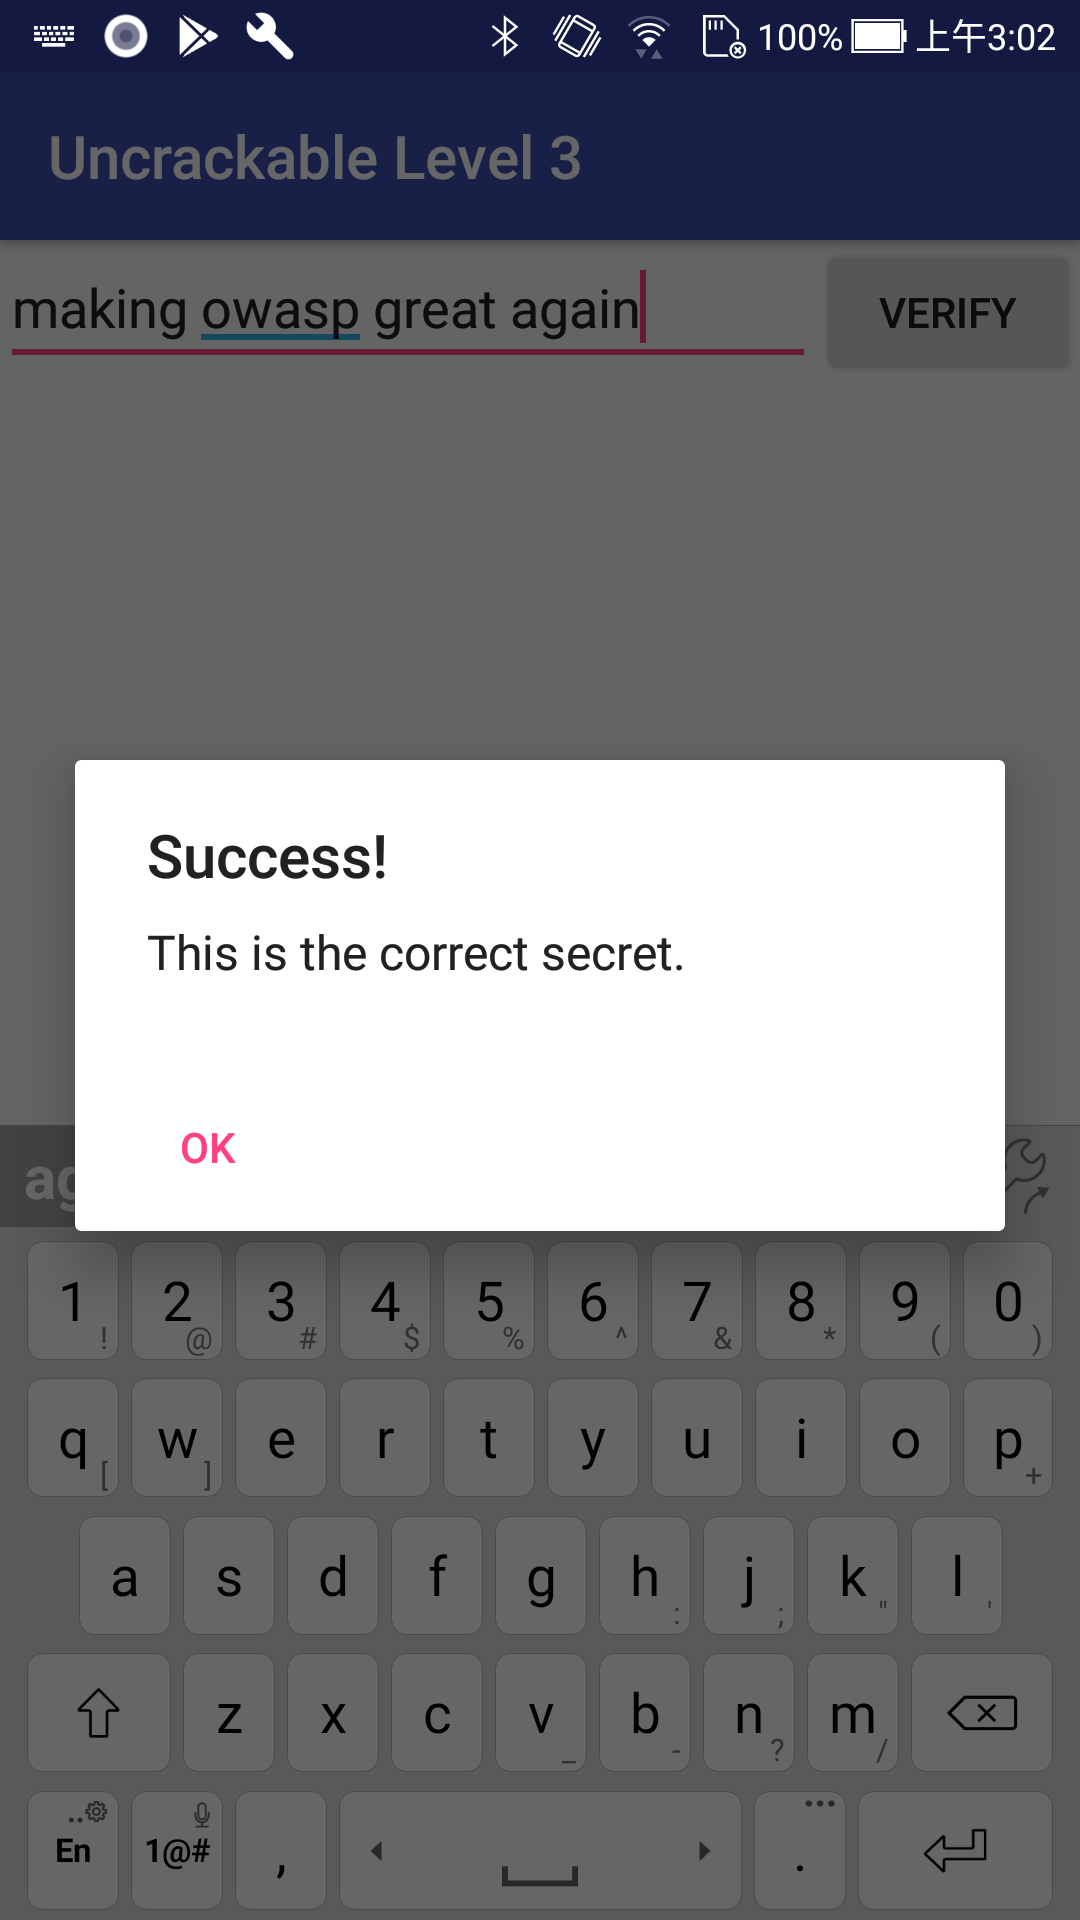 100% 上午3:02
Uncrackable Level 3
making owasp great again
VERIFY
Success!
This is the correct secret.
OK
ag
1 2 3 4 5 6 7 8 9 0
! @ # $ % ^ & * ( )
q w e r t y u i o p
[ ] +
a s d f g h j k l
: ; " '
z x c v b n m
_ - ? /
En 1@# , .